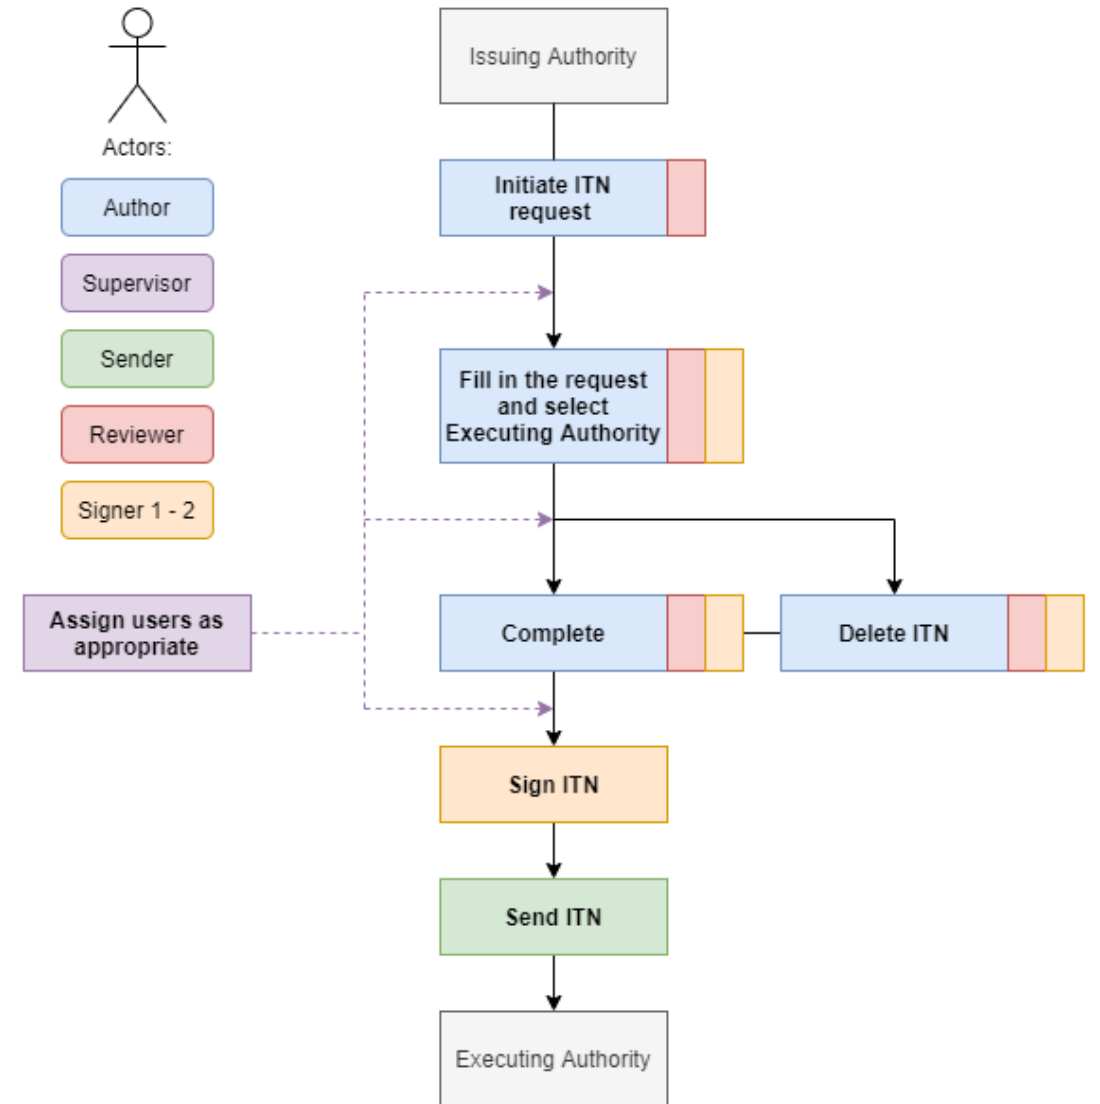 Actors:
Author
Supervisor
Sender
Reviewer
Signer 1 - 2
Assign users as
appropriate
Issuing Authority
Initiate ITN
request
Fill in the request
and select
Executing Authority
Complete
Delete ITN
Sign ITN
Send ITN
Executing Authority